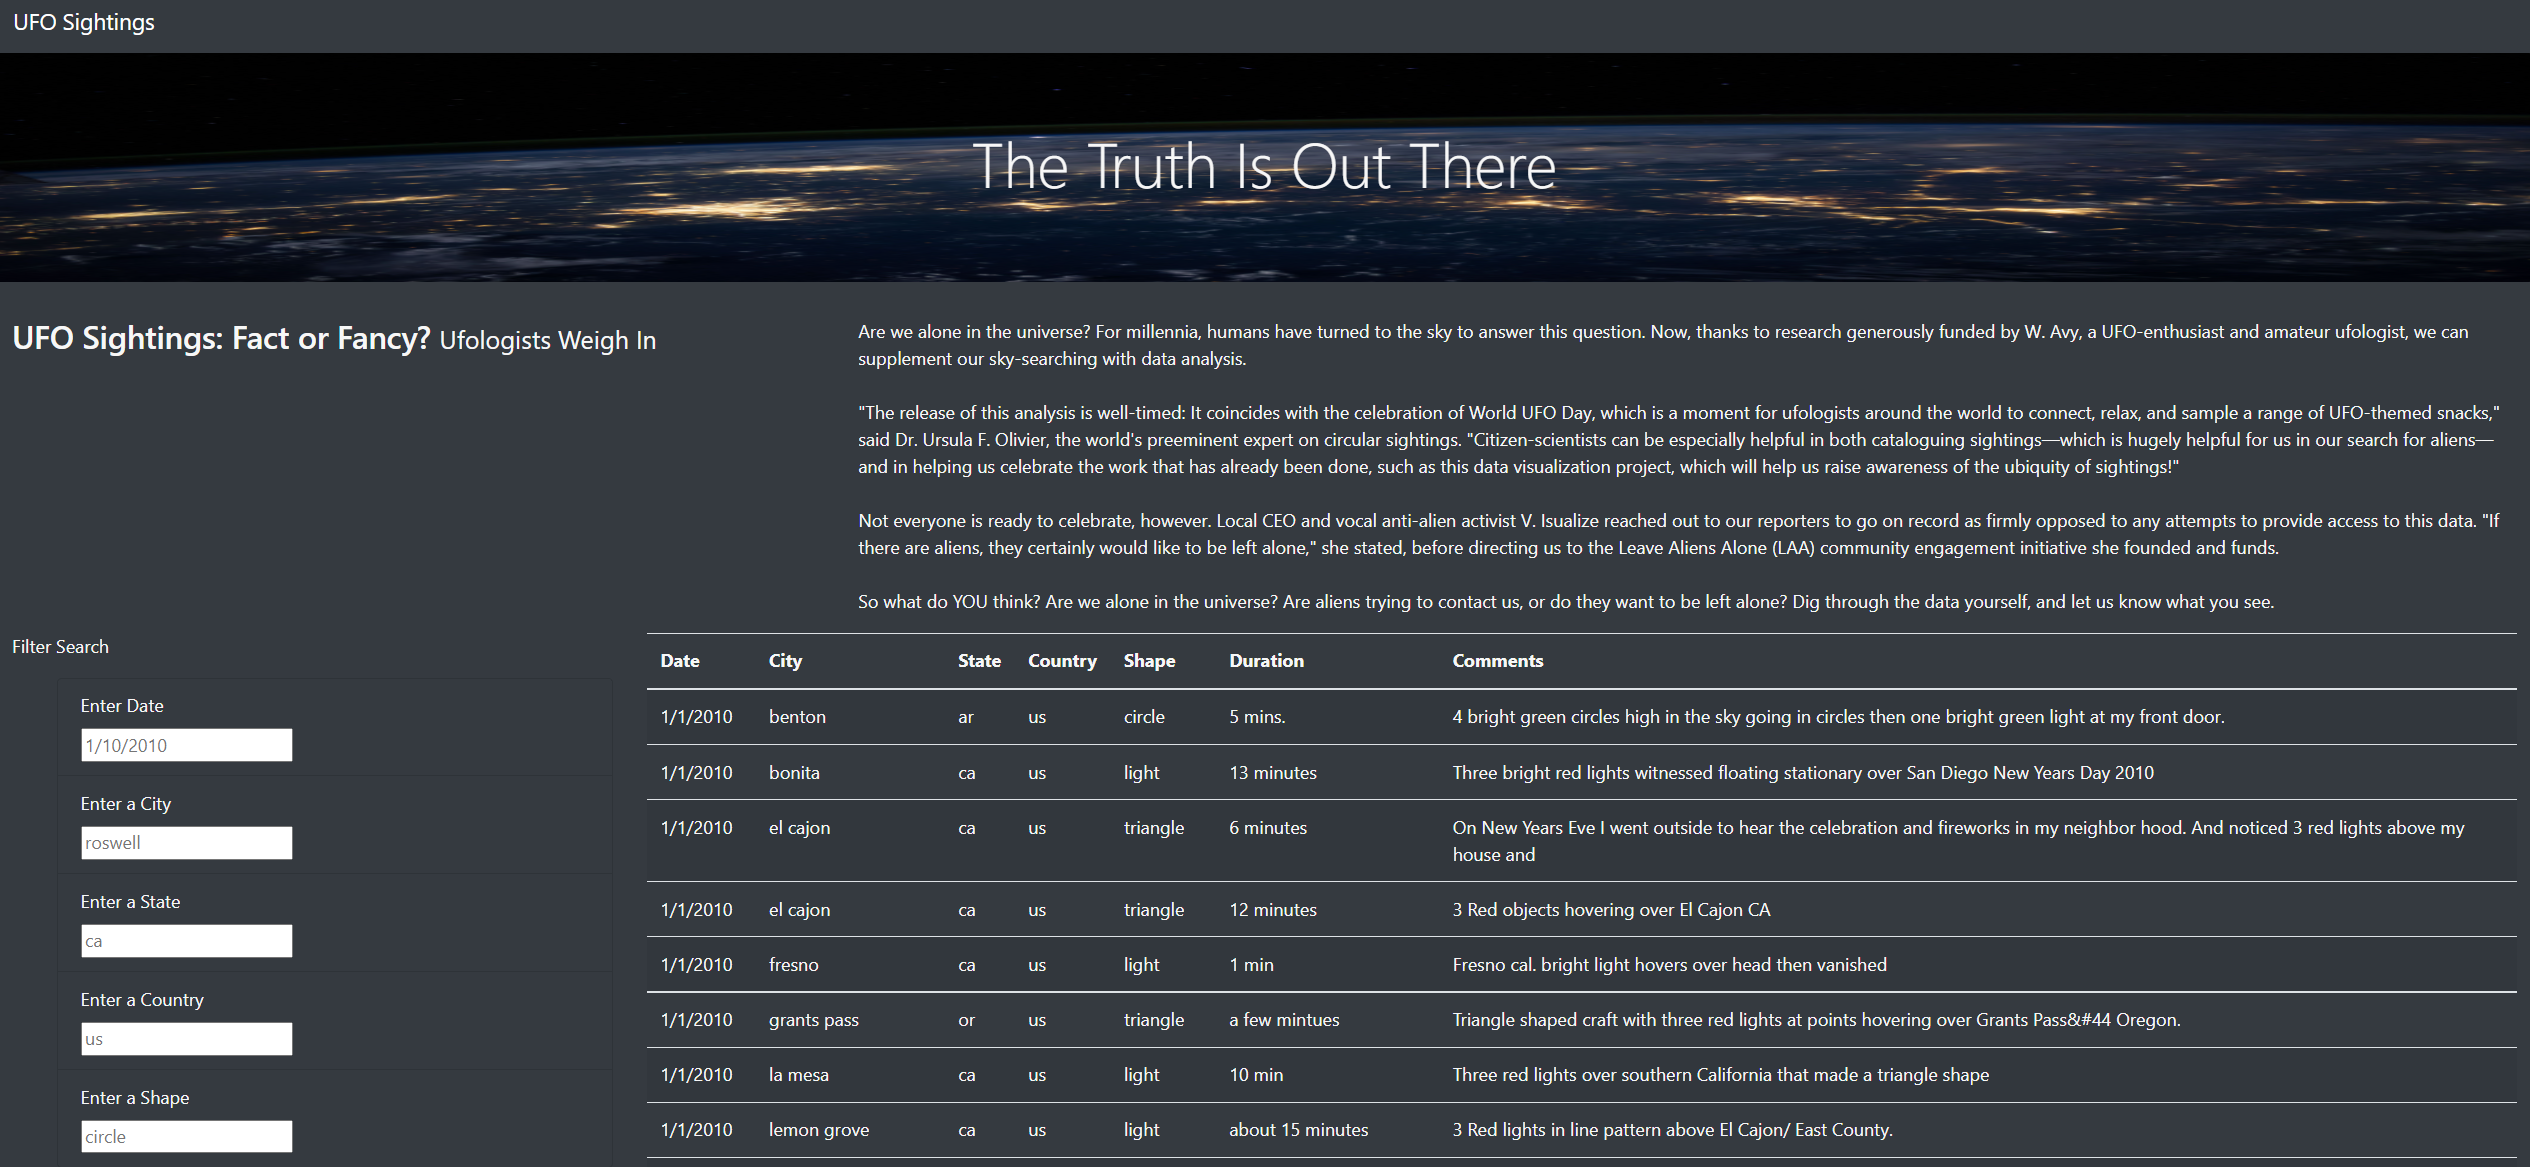 UFO Sightings
The Truth Is Out There
UFO Sightings: Fact or Fancy? Ufologists Weigh In
Are we alone in the universe? For millennia, humans have turned to the sky to answer this question. Now, thanks to research generously funded by W. Avy, a UFO-enthusiast and amateur ufologist, we can
supplement our sky-searching with data analysis.
"The release of this analysis is well-timed: It coincides with the celebration of World UFO Day, which is a moment for ufologists around the world to connect, relax, and sample a range of UFO-themed snacks,"
said Dr. Ursula F. Olivier, the world's preeminent expert on circular sightings. "Citizen-scientists can be especially helpful in both cataloguing sightings—which is hugely helpful for us in our search for aliens—
and in helping us celebrate the work that has already been done, such as this data visualization project, which will help us raise awareness of the ubiquity of sightings!"
Not everyone is ready to celebrate, however. Local CEO and vocal anti-alien activist V. Isualize reached out to our reporters to go on record as firmly opposed to any attempts to provide access to this data. "If
there are aliens, they certainly would like to be left alone," she stated, before directing us to the Leave Aliens Alone (LAA) community engagement initiative she founded and funds.
So what do YOU think? Are we alone in the universe? Are aliens trying to contact us, or do they want to be left alone? Dig through the data yourself, and let us know what you see.
Filter Search
Enter Date
1/10/2010
Enter a City
roswell
Enter a State
ca
Enter a Country
us
Enter a Shape
circle
Date City State Country Shape Duration Comments
1/1/2010 benton ar us circle 5 mins. 4 bright green circles high in the sky going in circles then one bright green light at my front door.
1/1/2010 bonita ca us light 13 minutes Three bright red lights witnessed floating stationary over San Diego New Years Day 2010
1/1/2010 el cajon ca us triangle 6 minutes On New Years Eve I went outside to hear the celebration and fireworks in my neighbor hood. And noticed 3 red lights above my
house and
1/1/2010 el cajon ca us triangle 12 minutes 3 Red objects hovering over El Cajon CA
1/1/2010 fresno ca us light 1 min Fresno cal. bright light hovers over head then vanished
1/1/2010 grants pass or us triangle a few mintues Triangle shaped craft with three red lights at points hovering over Grants Pass&#44 Oregon.
1/1/2010 la mesa ca us light 10 min Three red lights over southern California that made a triangle shape
1/1/2010 lemon grove ca us light about 15 minutes 3 Red lights in line pattern above El Cajon/ East County.